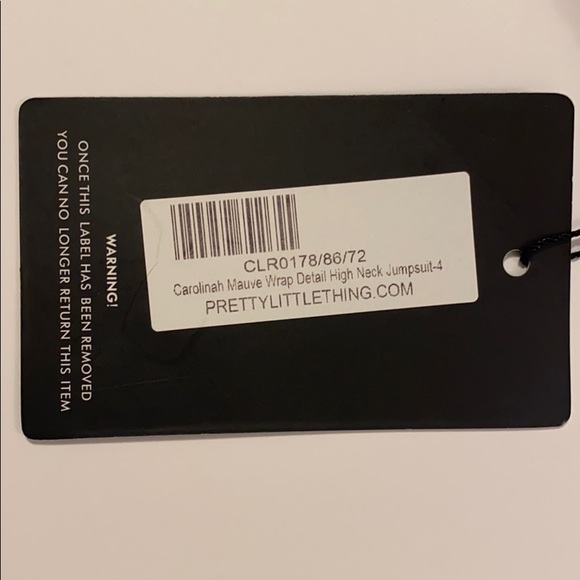 WARNING!
ONCE THIS LABEL HAS BEEN REMOVED
YOU CAN NO LONGER RETURN THIS ITEM
CLR0178/86/72
Carolinah Mauve Wrap Detail High Neck Jumpsuit-4
PRETTYLITTLETHING.COM